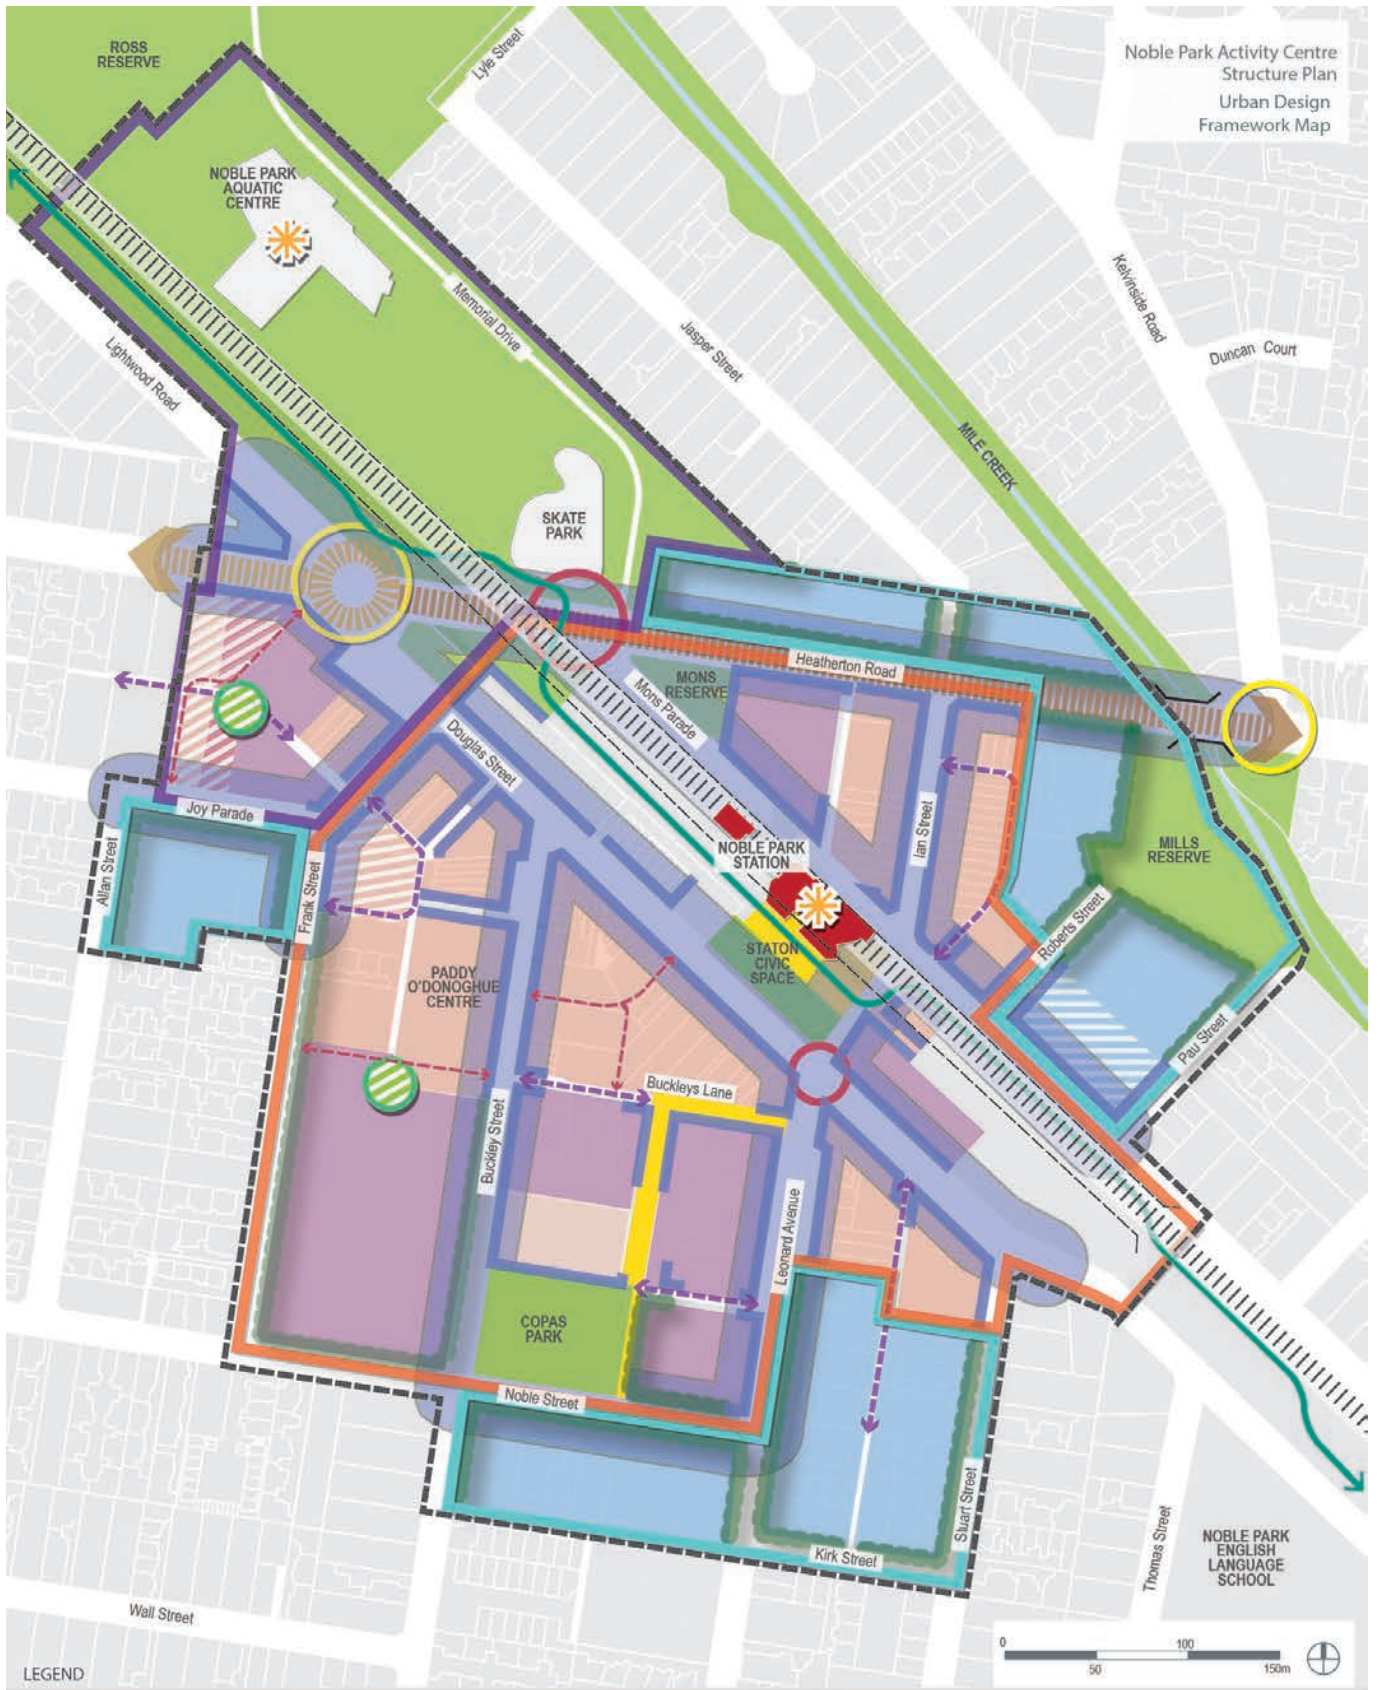 ROSS
RESERVE
Lyle Street
Noble Park Activity Centre
Structure Plan
Urban Design
Framework Map
NOBLE PARK
AQUATIC
CENTRE
Memorial Drive
Kelvinside Road
Lightwood Road
Jasper Street
Duncan Court
MILE CREEK
SKATE
PARK
Heatherton Road
MONS
RESERVE
Mons Parade
Douglas Street
Joy Parade
Ian Street
NOBLE PARK
STATION
MILLS
RESERVE
Allan Street
Frank Street
Roberts Street
STATON
CIVIC
SPACE
PADDY
O'DONOGHUE
CENTRE
Pau Street
Buckleys Lane
Buckley Street
Leonard Avenue
COPAS
PARK
Noble Street
Stuart Street
Kirk Street
Thomas Street
NOBLE PARK
ENGLISH
LANGUAGE
SCHOOL
Wall Street
0
100
50
150m
LEGEND